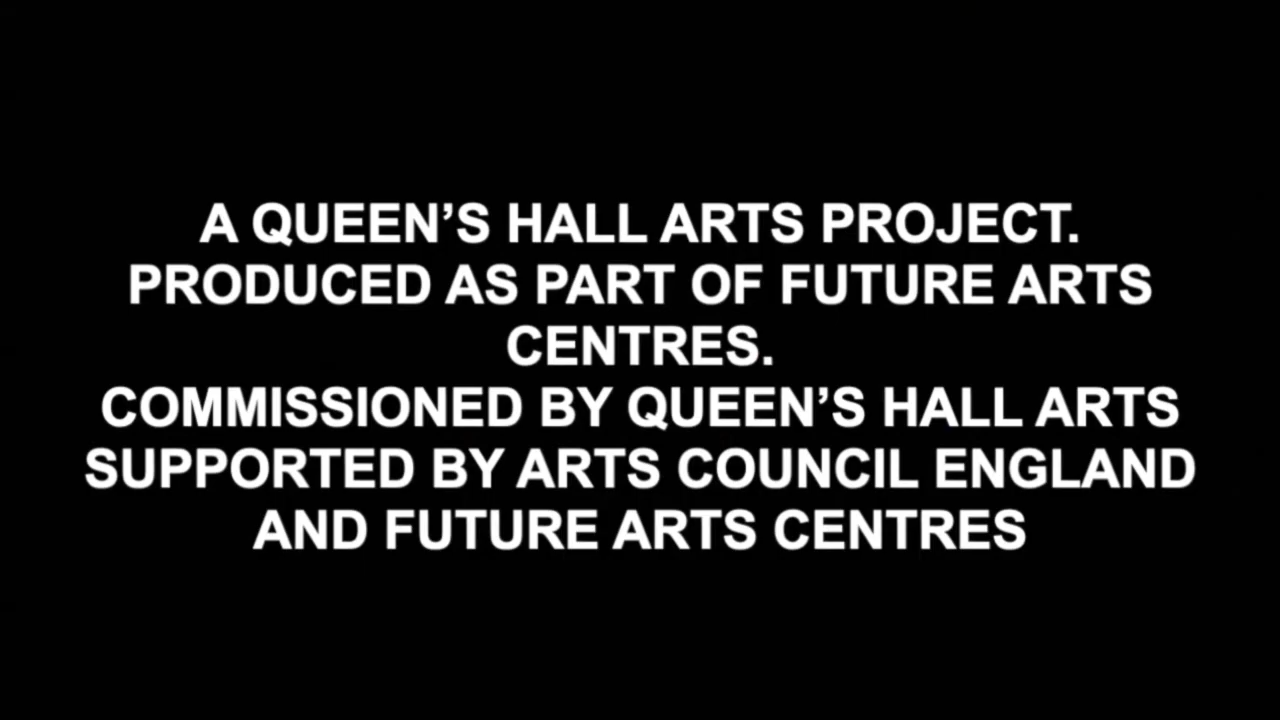 A QUEEN’S HALL ARTS PROJECT.
PRODUCED AS PART OF FUTURE ARTS
CENTRES.
COMMISSIONED BY QUEEN’S HALL ARTS
SUPPORTED BY ARTS COUNCIL ENGLAND
AND FUTURE ARTS CENTRES